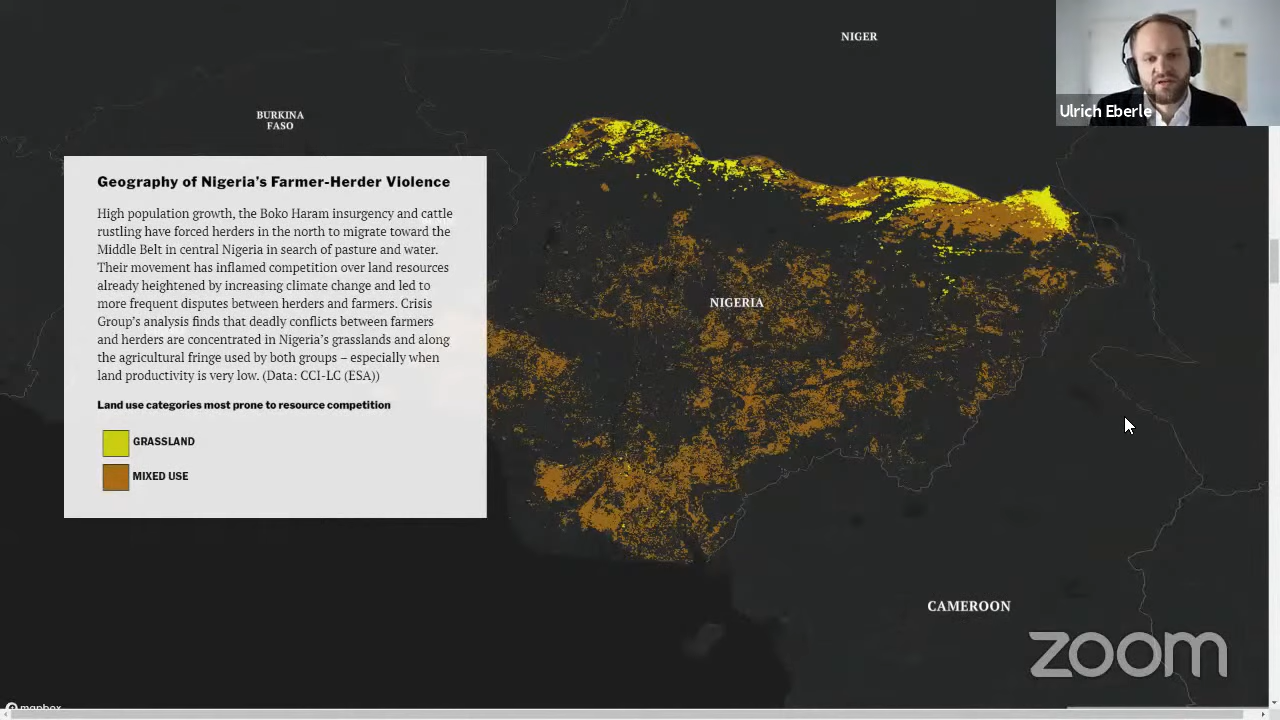 NIGER
Ulrich Eberle
BURKINA
FASO
Geography of Nigeria's Farmer-Herder Violence
High population growth, the Boko Haram insurgency and cattle
rustling have forced herders in the north to migrate toward the
Middle Belt in central Nigeria in search of pasture and water.
Their movement has inflamed competition over land resources
already heightened by increasing climate change and led to
more frequent disputes between herders and farmers. Crisis
Group's analysis finds that deadly conflicts between farmers
and herders are concentrated in Nigeria's grasslands and along
the agricultural fringe used by both groups – especially when
land productivity is very low. (Data: CCI-LC (ESA))
Land use categories most prone to resource competition
GRASSLAND
MIXED USE
NIGERIA
CAMEROON
zoom
mapbox